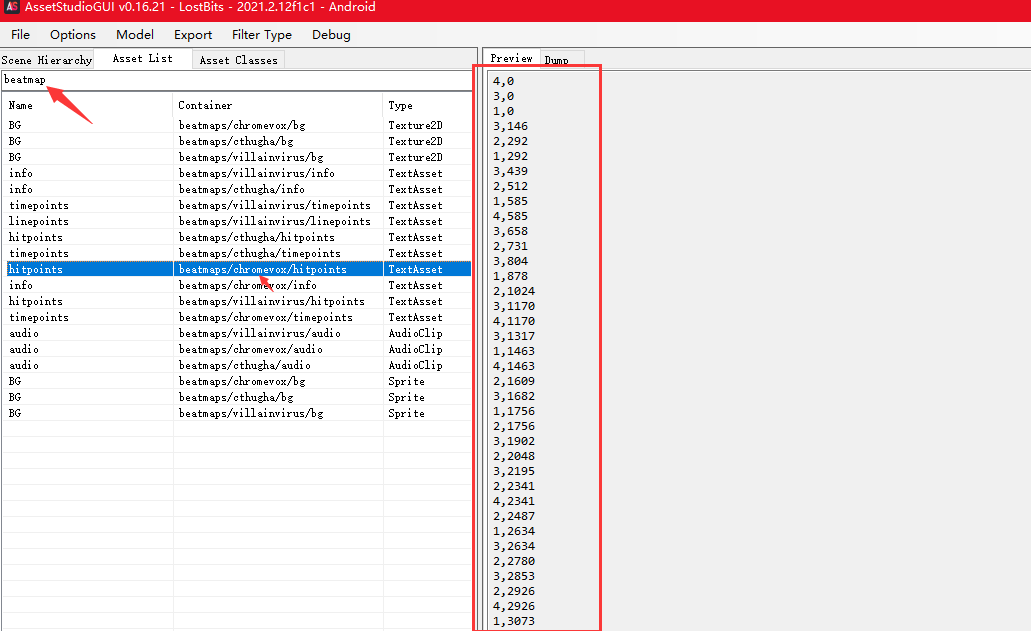 AssetStudioGUI v0.16.21 - LostBits - 2021.2.12f1c1 - Android
File Options Model Export Filter Type Debug
Scene Hierarchy Asset List Asset Classes
beatmap
Name Container Type
BG beatmaps/chromevox/bg Texture2D
BG beatmaps/cthugha/bg Texture2D
BG beatmaps/villainvirus/bg Texture2D
info beatmaps/villainvirus/info TextAsset
info beatmaps/cthugha/info TextAsset
timepoints beatmaps/villainvirus/timepoints TextAsset
linepoints beatmaps/villainvirus/linepoints TextAsset
hitpoints beatmaps/cthugha/hitpoints TextAsset
timepoints beatmaps/cthugha/timepoints TextAsset
hitpoints beatmaps/chromevox/hitpoints TextAsset
info beatmaps/chromevox/info TextAsset
hitpoints beatmaps/villainvirus/hitpoints TextAsset
timepoints beatmaps/chromevox/timepoints TextAsset
audio beatmaps/villainvirus/audio AudioClip
audio beatmaps/chromevox/audio AudioClip
audio beatmaps/cthugha/audio AudioClip
BG beatmaps/chromevox/bg Sprite
BG beatmaps/cthugha/bg Sprite
BG beatmaps/villainvirus/bg Sprite
Preview Dump
4,0
3,0
1,0
3,146
2,292
1,292
3,439
2,512
1,585
4,585
3,658
2,731
3,804
1,878
2,1024
3,1170
4,1170
3,1317
1,1463
4,1463
2,1609
3,1682
1,1756
2,1756
3,1902
2,2048
3,2195
2,2341
4,2341
2,2487
1,2634
3,2634
2,2780
3,2853
2,2926
4,2926
1,3073